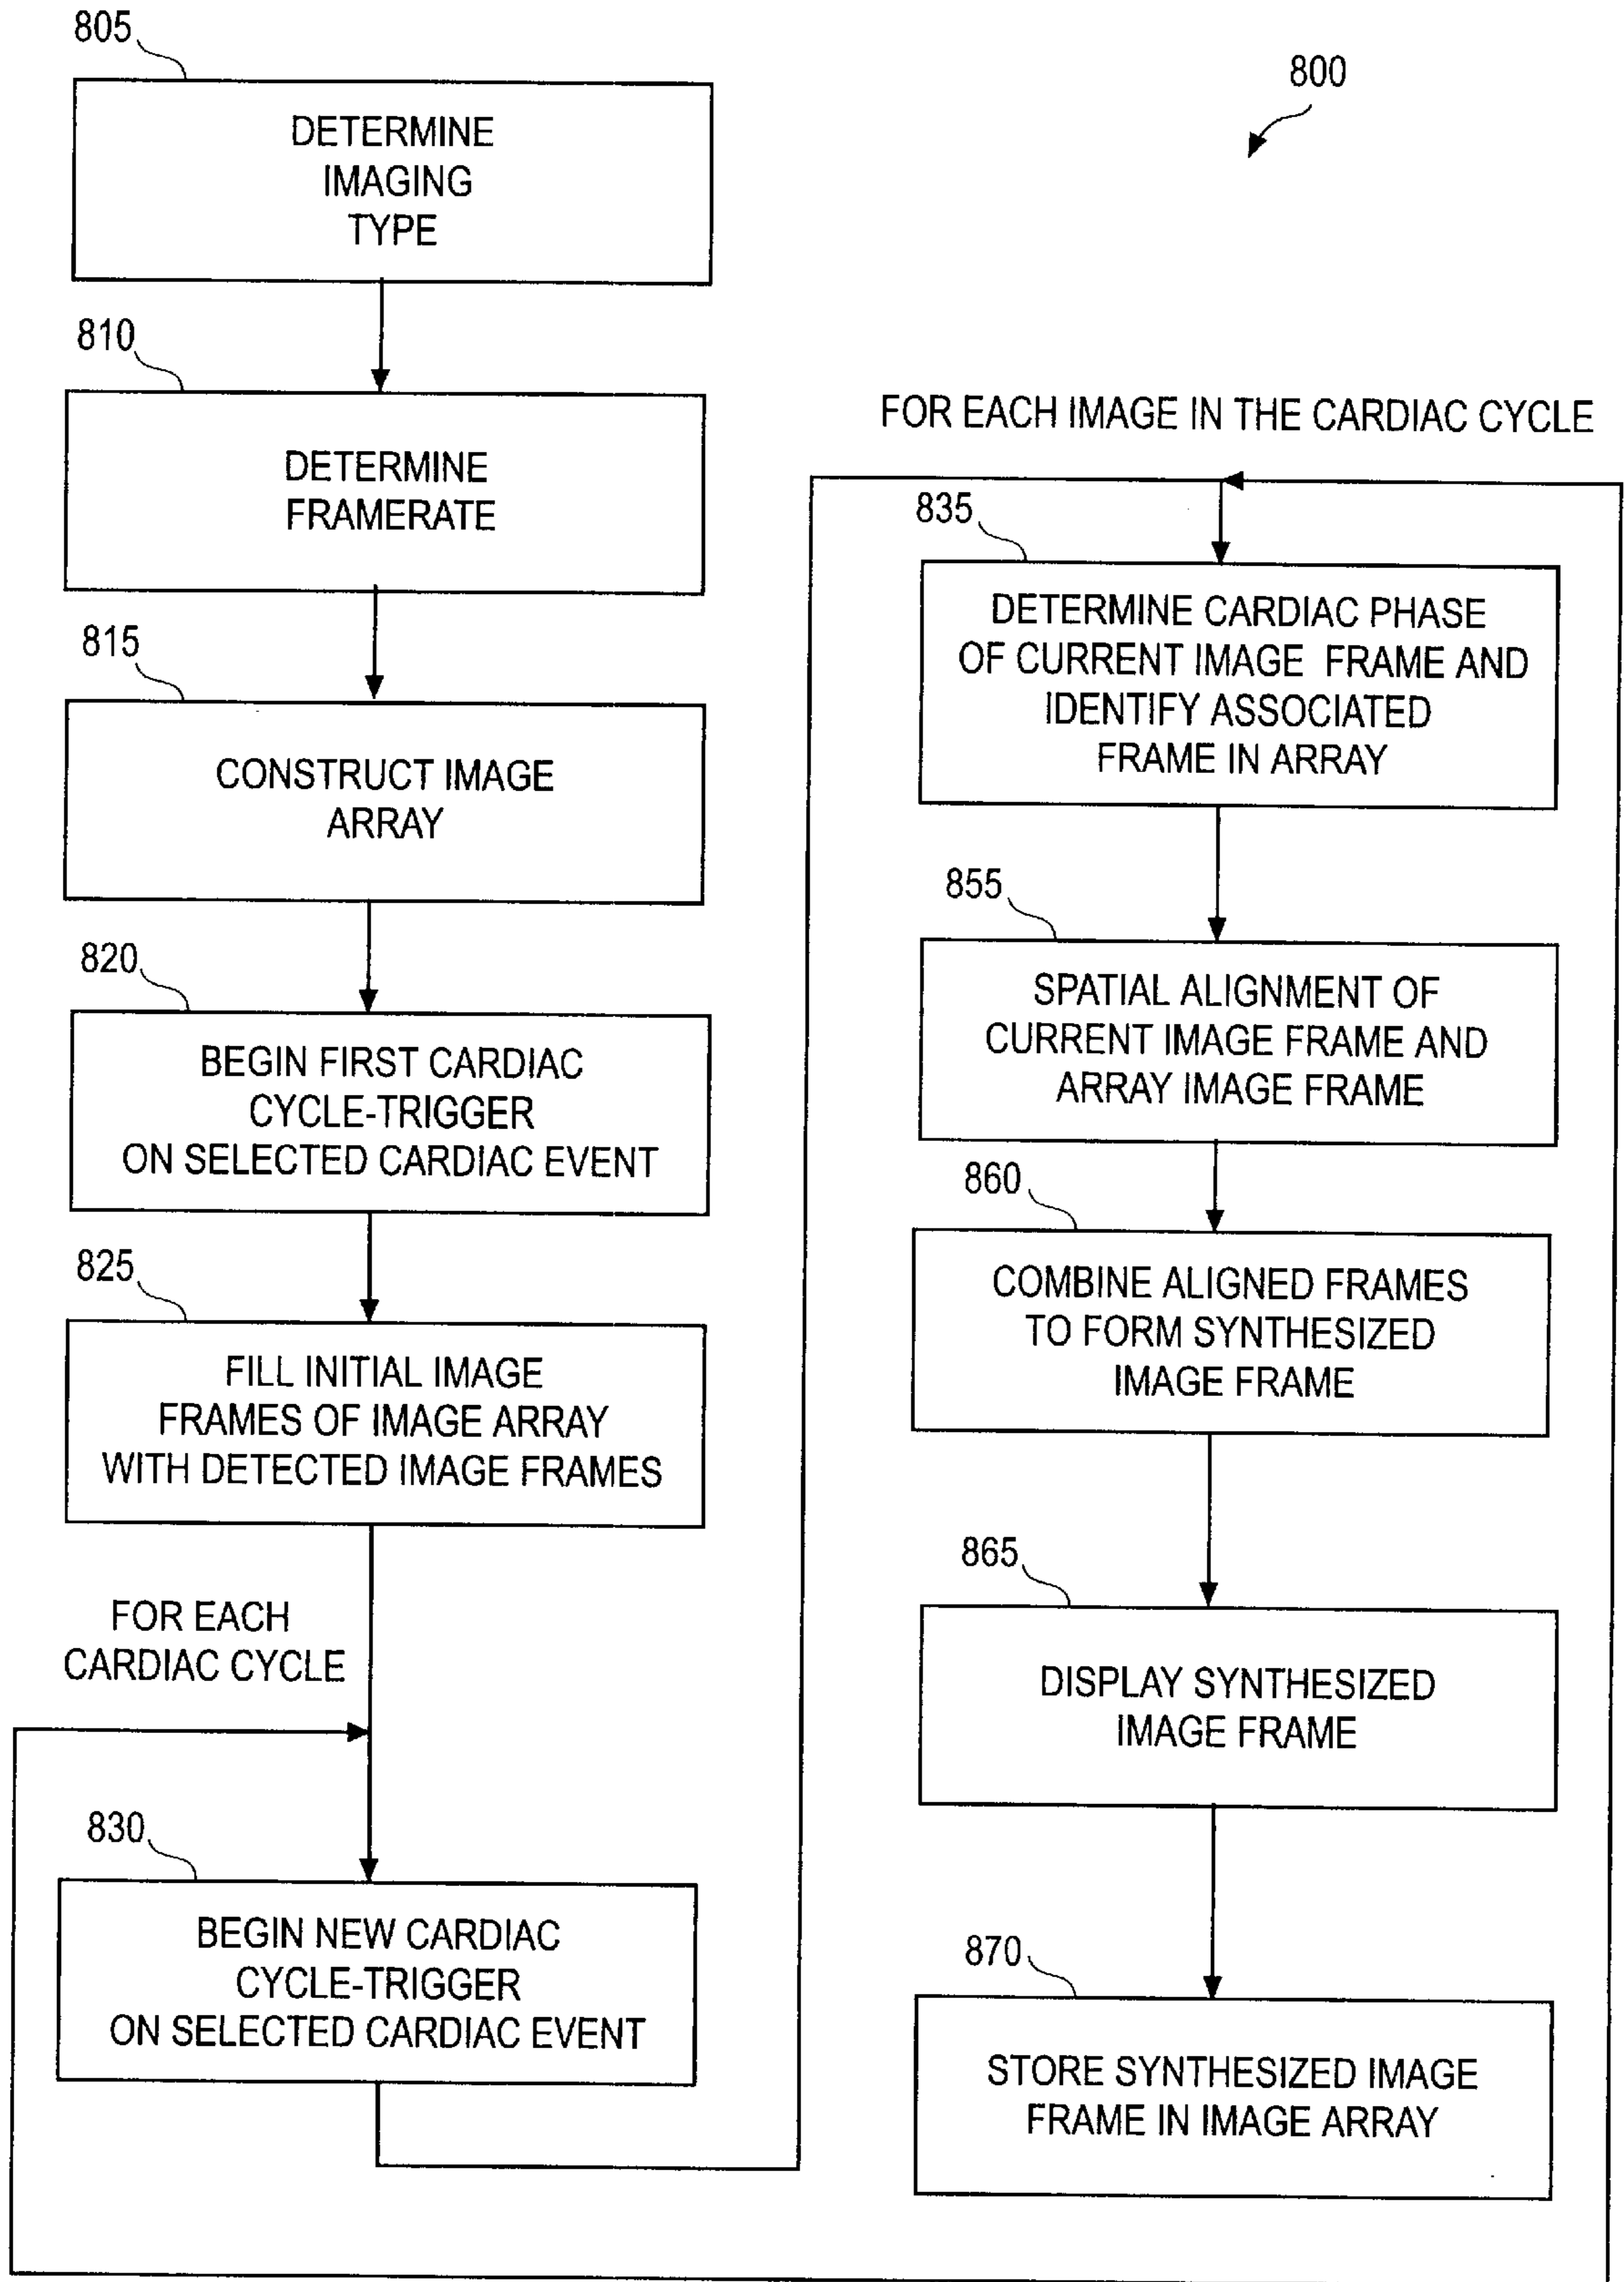 805
DETERMINE
IMAGING
TYPE
810
DETERMINE
FRAMERATE
815
CONSTRUCT IMAGE
ARRAY
820
BEGIN FIRST CARDIAC
CYCLE-TRIGGER
ON SELECTED CARDIAC EVENT
825
FILL INITIAL IMAGE
FRAMES OF IMAGE ARRAY
WITH DETECTED IMAGE FRAMES
FOR EACH
CARDIAC CYCLE
830
BEGIN NEW CARDIAC
CYCLE-TRIGGER
ON SELECTED CARDIAC EVENT
800
FOR EACH IMAGE IN THE CARDIAC CYCLE
835
DETERMINE CARDIAC PHASE
OF CURRENT IMAGE FRAME AND
IDENTIFY ASSOCIATED
FRAME IN ARRAY
855
SPATIAL ALIGNMENT OF
CURRENT IMAGE FRAME AND
ARRAY IMAGE FRAME
860
COMBINE ALIGNED FRAMES
TO FORM SYNTHESIZED
IMAGE FRAME
865
DISPLAY SYNTHESIZED
IMAGE FRAME
870
STORE SYNTHESIZED IMAGE
FRAME IN IMAGE ARRAY